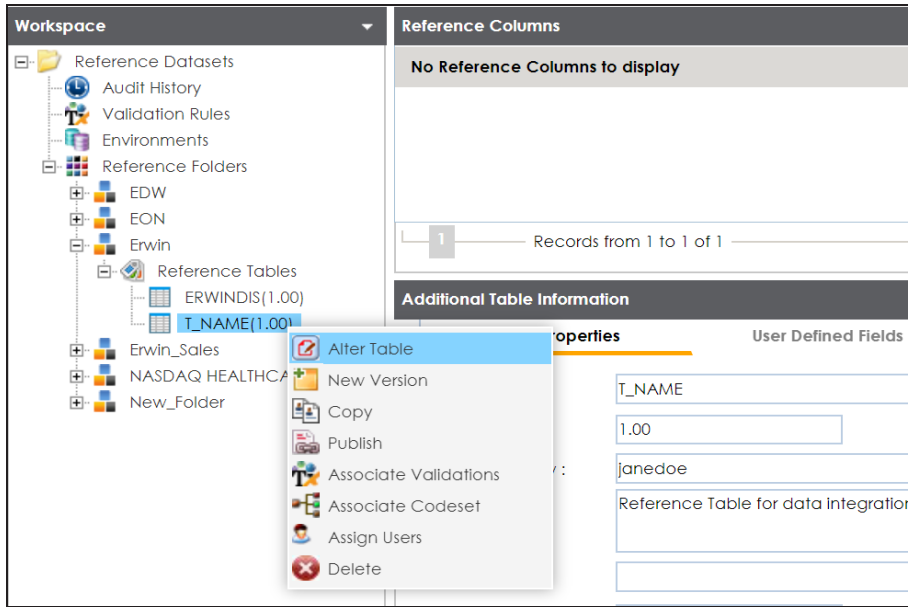 Workspace
Reference Datasets
Audit History
Validation Rules
Environments
Reference Folders
EDW
EON
Erwin
Reference Tables
ERWINDIS(1.00)
T_NAME(1.00)
Erwin_Sales
NASDAQ HEALTHCA
New_Folder
Alter Table
New Version
Copy
Publish
Associate Validations
Associate Codeset
Assign Users
Delete
Reference Columns
No Reference Columns to display
1 Records from 1 to 1 of 1
Additional Table Information
operties User Defined Fields
T_NAME
1.00
y : janedoe
Reference Table for data integration